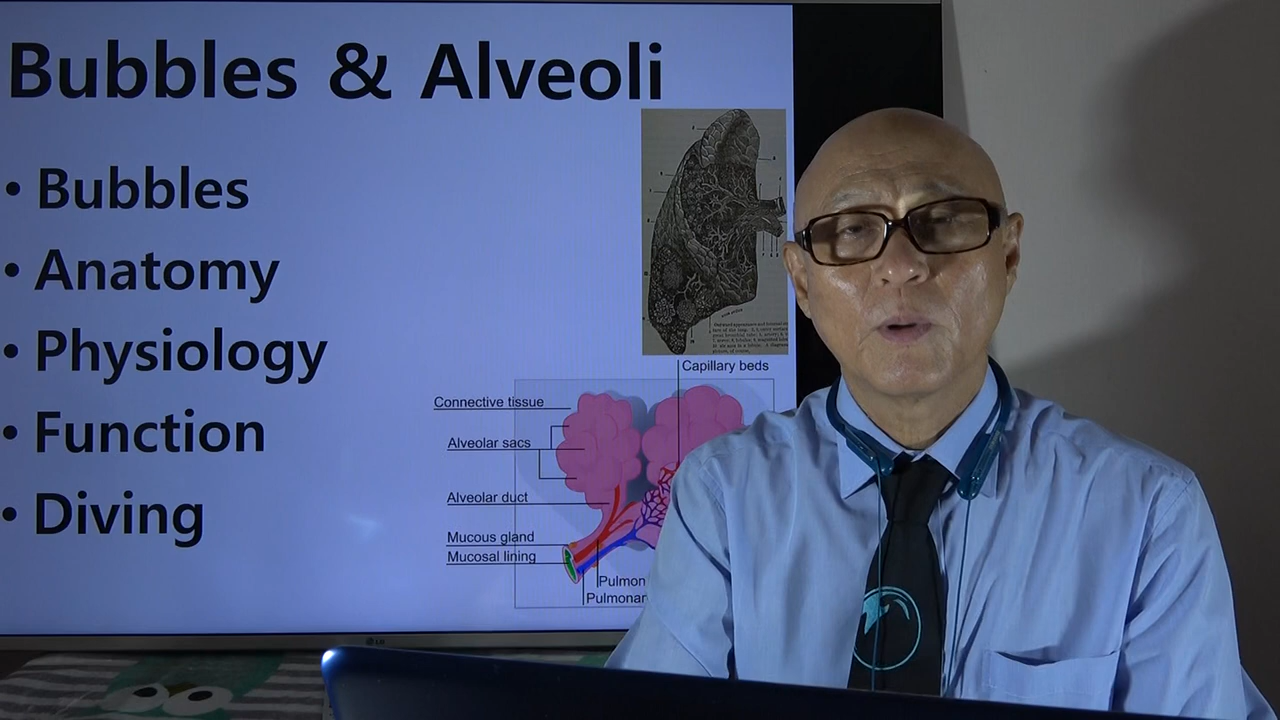 Bubbles & Alveoli
• Bubbles
• Anatomy
• Physiology
• Function
• Diving
Capillary beds
Connective tissue
Alveolar sacs
Alveolar duct
Mucous gland
Mucosal lining
Pulmon
Pulmonar
LG